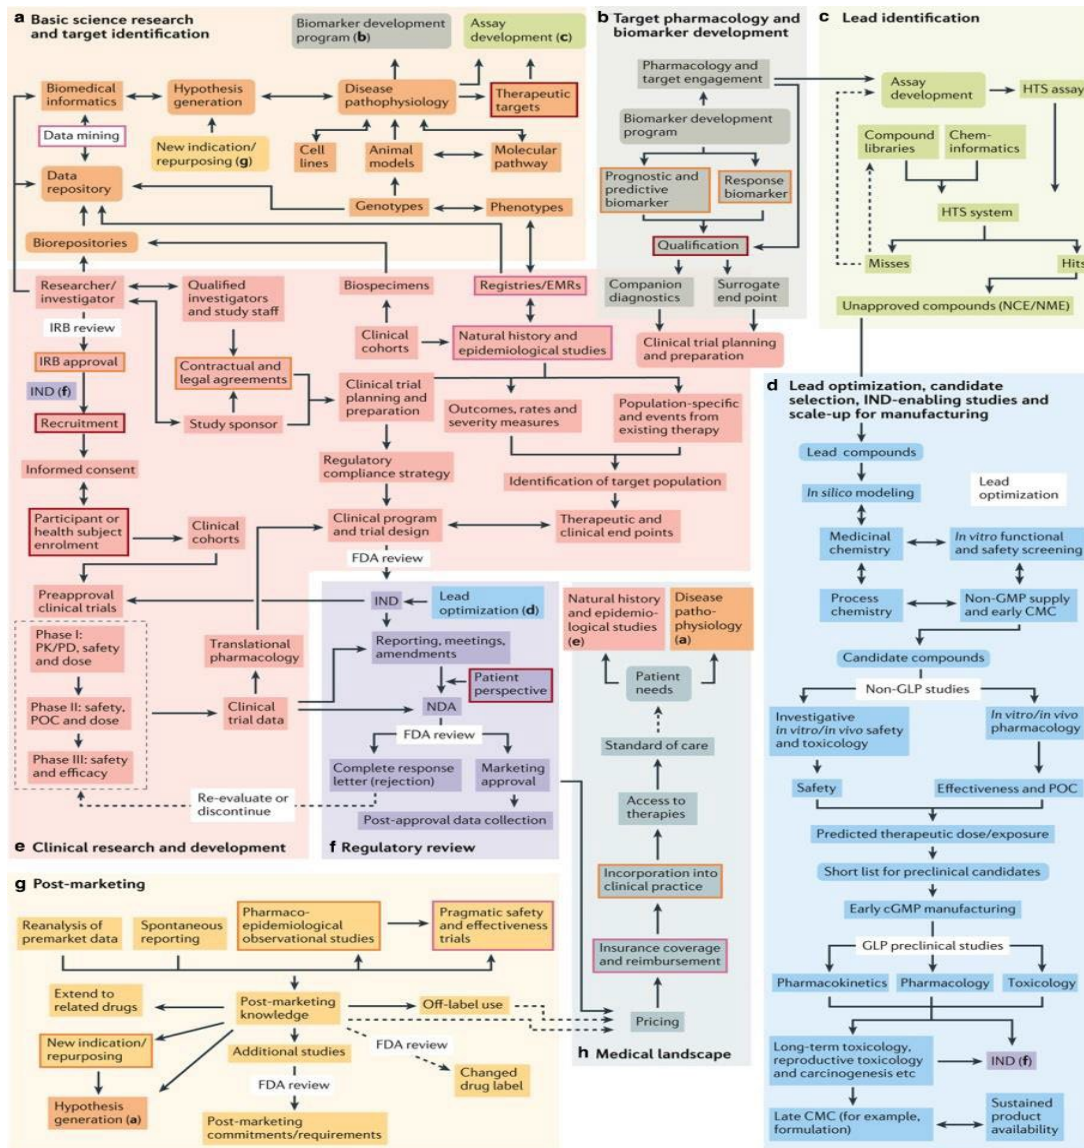 a Basic science research
and target identification
Biomarker development
program (b)
Assay
development (c)
Biomedical
informatics
Hypothesis
generation
Disease
pathophysiology
Therapeutic
targets
Data mining
New indication/
repurposing (g)
Cell
lines
Animal
models
Molecular
pathway
Data
repository
Genotypes
Phenotypes
Biorepositories
b Target pharmacology and
biomarker development
Pharmacology and
target engagement
Biomarker development
program
Prognostic and
predictive
biomarker
Response
biomarker
Qualification
Companion
diagnostics
Surrogate
end point
Clinical trial planning
and preparation
c Lead identification
Assay
development
HTS assay
Compound
libraries
Chem-
informatics
HTS system
Misses
Hits
Unapproved compounds (NCE/NME)
d Lead optimization, candidate
selection, IND-enabling studies and
scale-up for manufacturing
Lead compounds
In silico modeling
Lead
optimization
Medicinal
chemistry
In vitro functional
and safety screening
Process
chemistry
Non-GMP supply
and early CMC
Candidate compounds
Non-GLP studies
Investigative
in vitro/in vivo safety
and toxicology
In vitro/in vivo
pharmacology
Safety
Effectiveness and POC
Predicted therapeutic dose/exposure
Short list for preclinical candidates
Early cGMP manufacturing
GLP preclinical studies
Pharmacokinetics
Pharmacology
Toxicology
Long-term toxicology,
reproductive toxicology
and carcinogenesis etc
IND (f)
Late CMC (for example,
formulation)
Sustained
product
availability
Researcher/
investigator
Qualified
investigators
and study staff
Biospecimens
Registries/EMRs
IRB review
IRB approval
Contractual and
legal agreements
Clinical
cohorts
Natural history and
epidemiological studies
IND (f)
Recruitment
Study sponsor
Clinical trial
planning and
preparation
Outcomes, rates and
severity measures
Population-specific
and events from
existing therapy
Informed consent
Regulatory
compliance strategy
Identification of target population
Participant or
health subject
enrolment
Clinical
cohorts
Clinical program
and trial design
Therapeutic and
clinical end points
FDA review
Preapproval
clinical trials
Phase I:
PK/PD, safety
and dose
Phase II: safety,
POC and dose
Phase III: safety
and efficacy
Translational
pharmacology
Clinical
trial data
Re-evaluate or
discontinue
e Clinical research and development
IND
Lead
optimization (d)
Reporting, meetings,
amendments
Patient
perspective
NDA
FDA review
Complete response
letter (rejection)
Marketing
approval
Post-approval data collection
f Regulatory review
Natural history
and epidemio-
logical studies
(e)
Disease
patho-
physiology
(a)
Patient
needs
Standard of care
Access to
therapies
Incorporation into
clinical practice
Insurance coverage
and reimbursement
Pricing
h Medical landscape
g Post-marketing
Reanalysis of
premarket data
Spontaneous
reporting
Pharmaco-
epidemiological
observational studies
Pragmatic safety
and effectiveness
trials
Extend to
related drugs
Post-marketing
knowledge
Off-label use
New indication/
repurposing
Additional studies
FDA review
FDA review
Changed
drug label
Hypothesis
generation (a)
Post-marketing
commitments/requirements